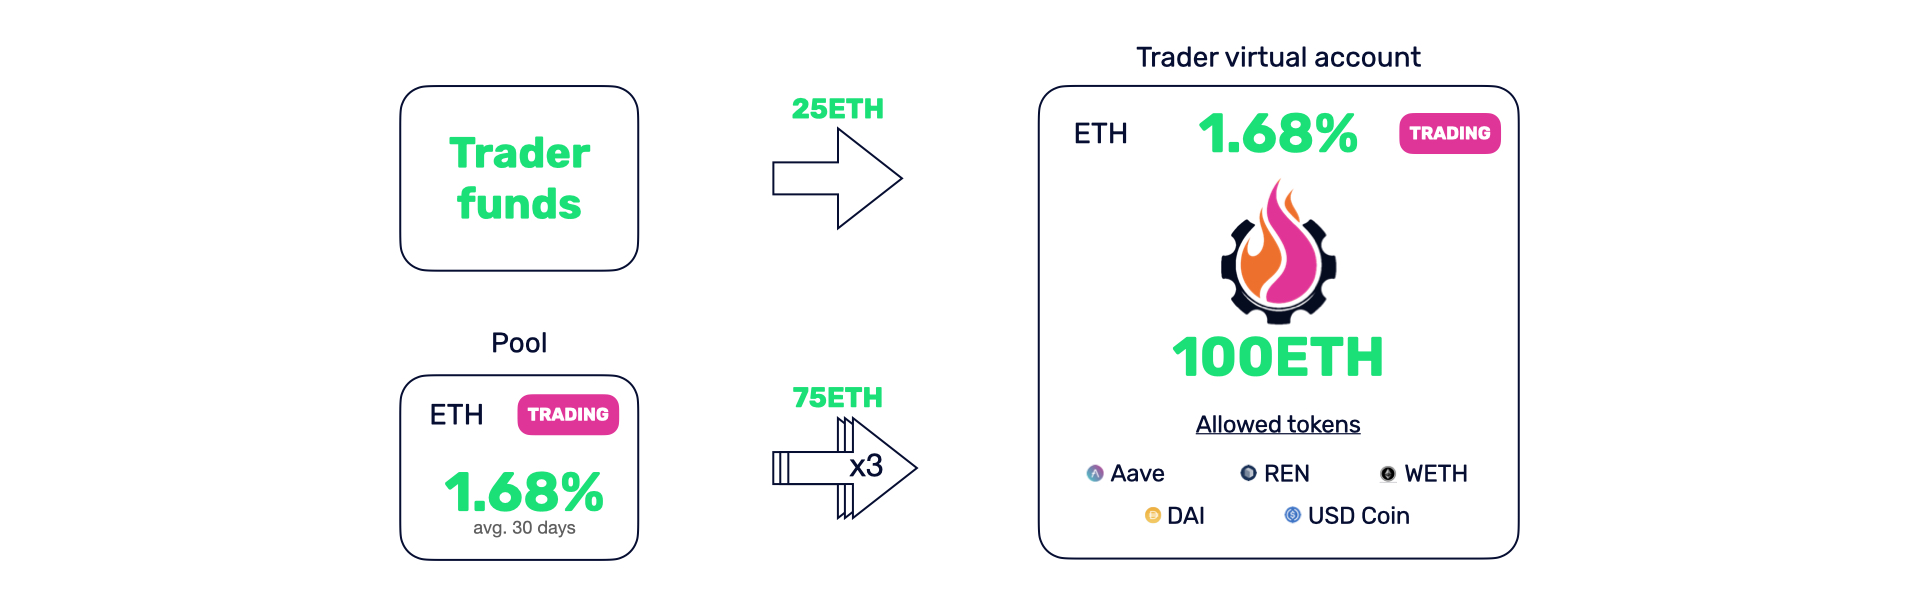 Trader
funds
25ETH
Pool
ETH
TRADING
1.68%
avg. 30 days
75ETH
x3
Trader virtual account
ETH
1.68%
TRADING
100ETH
Allowed tokens
Aave
REN
WETH
DAI
USD Coin